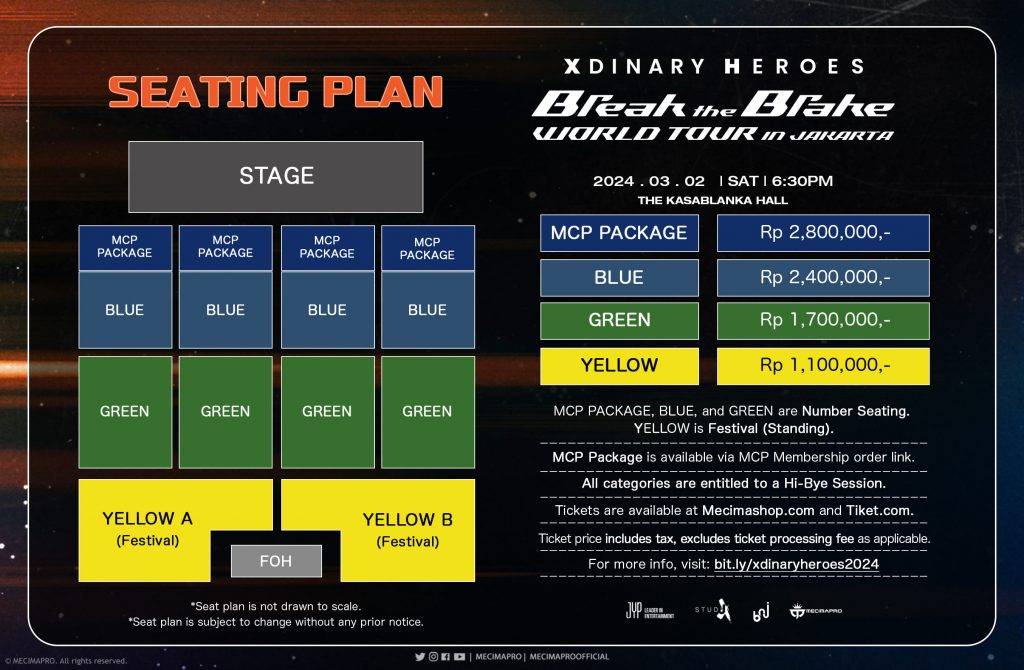 SEATING PLAN
STAGE
MCP PACKAGE
MCP PACKAGE
MCP PACKAGE
MCP PACKAGE
BLUE
BLUE
BLUE
BLUE
GREEN
GREEN
GREEN
GREEN
YELLOW A
(Festival)
YELLOW B
(Festival)
FOH
*Seat plan is not drawn to scale.
*Seat plan is subject to change without any prior notice.
XDINARY HEROES
Break the Brake
WORLD TOUR IN JAKARTA
2024 . 03 . 02 | SAT | 6:30PM
THE KASABLANKA HALL
MCP PACKAGE Rp 2,800,000,-
BLUE Rp 2,400,000,-
GREEN Rp 1,700,000,-
YELLOW Rp 1,100,000,-
MCP PACKAGE, BLUE, and GREEN are Number Seating.
YELLOW is Festival (Standing).
MCP Package is available via MCP Membership order link.
All categories are entitled to a Hi-Bye Session.
Tickets are available at Mecimashop.com and Tiket.com.
Ticket price includes tax, excludes ticket processing fee as applicable.
For more info, visit: bit.ly/xdinaryheroes2024
JYP LEADER IN ENTERTAINMENT
MECIMAPRO
© MECIMAPRO. All rights reserved.
| MECIMAPRO | MECIMAPROOFFICIAL